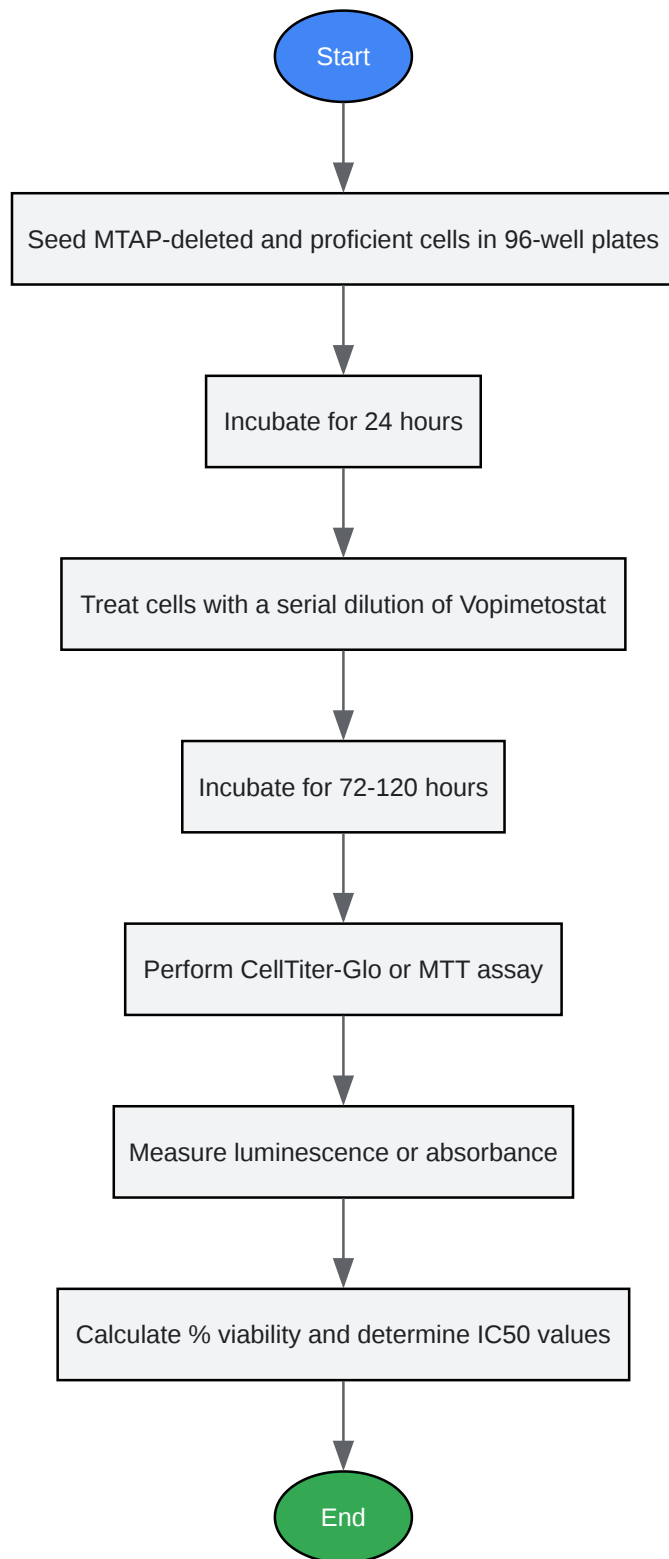 Start
Seed MTAP-deleted and proficient cells in 96-well plates
Incubate for 24 hours
Treat cells with a serial dilution of Vopimetostat
Incubate for 72-120 hours
Perform CellTiter-Glo or MTT assay
Measure luminescence or absorbance
Calculate % viability and determine IC50 values
End